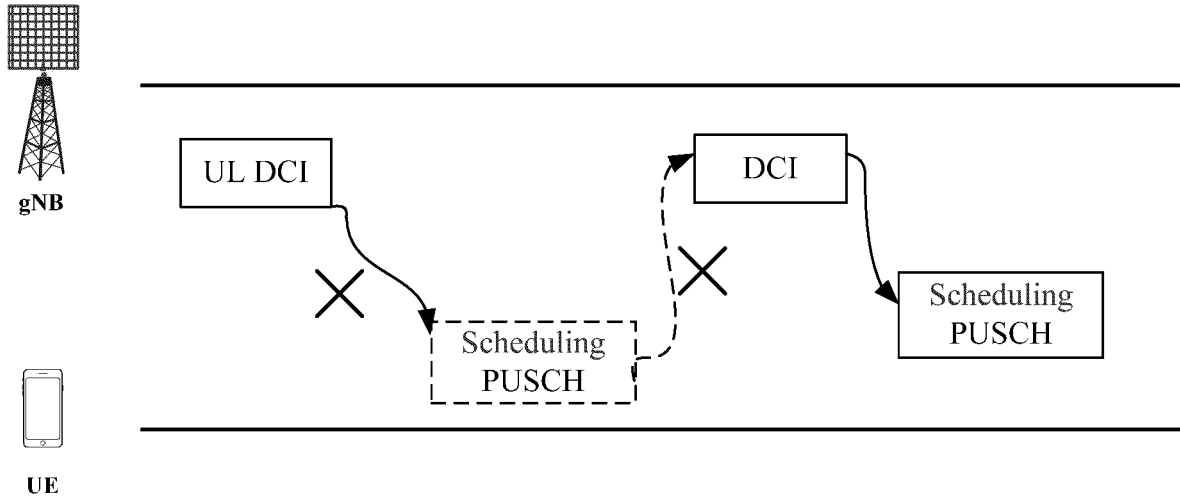 gNB
UL DCI
DCI
Scheduling
PUSCH
Scheduling
PUSCH
UE